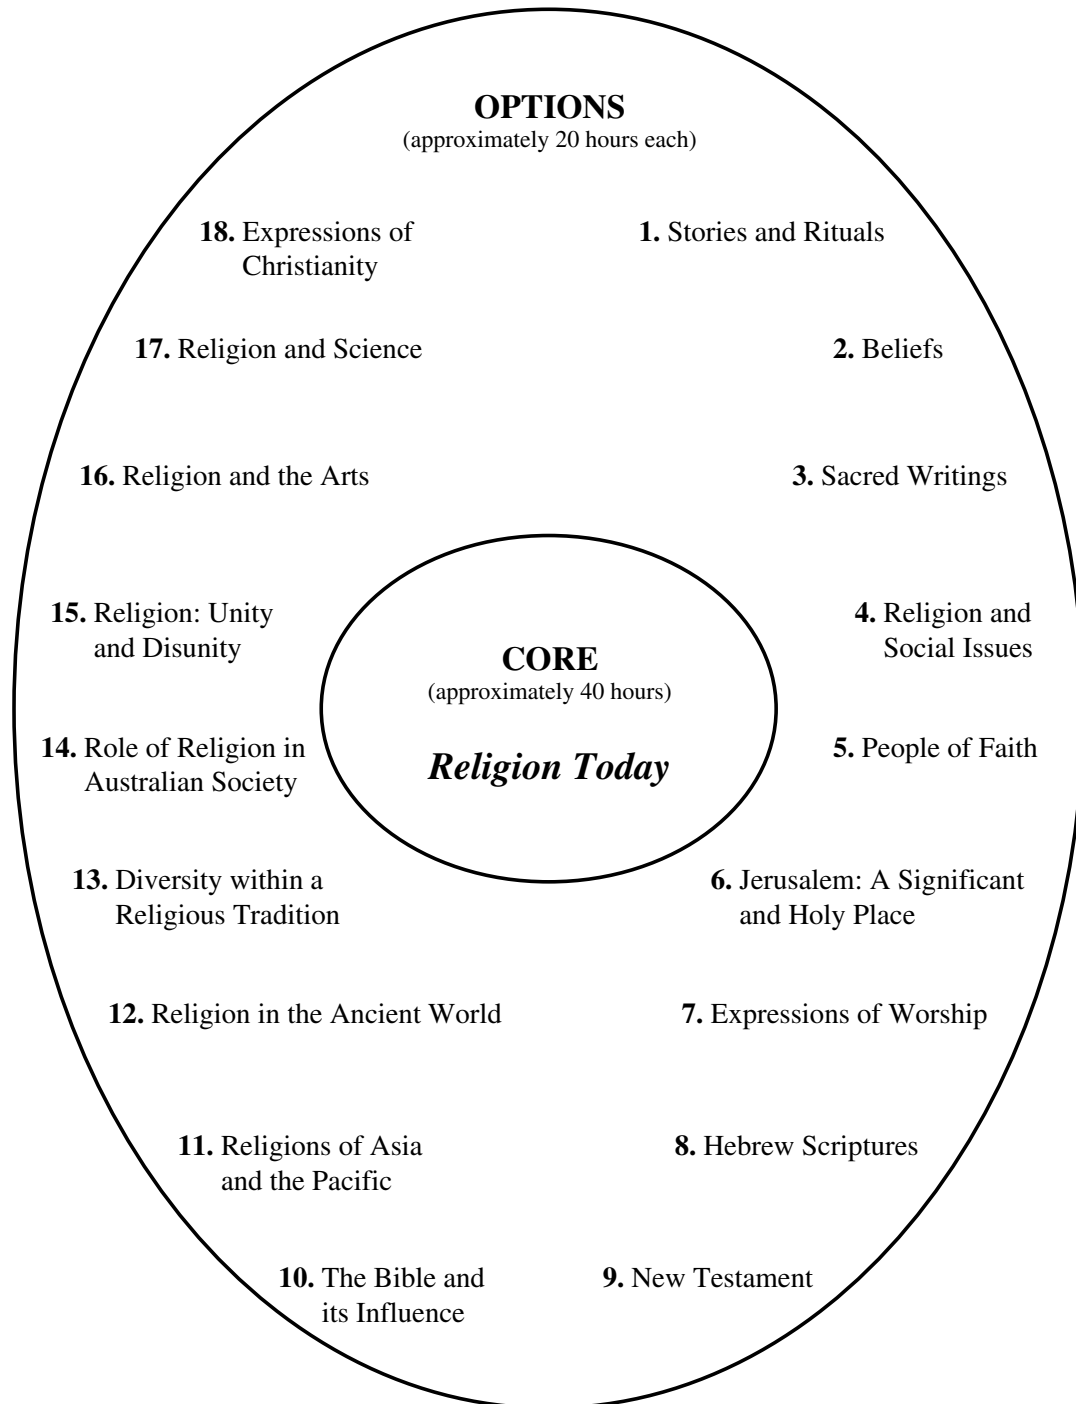 OPTIONS
(approximately 20 hours each)
1. Stories and Rituals
2. Beliefs
3. Sacred Writings
4. Religion and
Social Issues
5. People of Faith
6. Jerusalem: A Significant
and Holy Place
7. Expressions of Worship
8. Hebrew Scriptures
9. New Testament
10. The Bible and
its Influence
11. Religions of Asia
and the Pacific
12. Religion in the Ancient World
13. Diversity within a
Religious Tradition
14. Role of Religion in
Australian Society
15. Religion: Unity
and Disunity
16. Religion and the Arts
17. Religion and Science
18. Expressions of
Christianity
CORE
(approximately 40 hours)
Religion Today